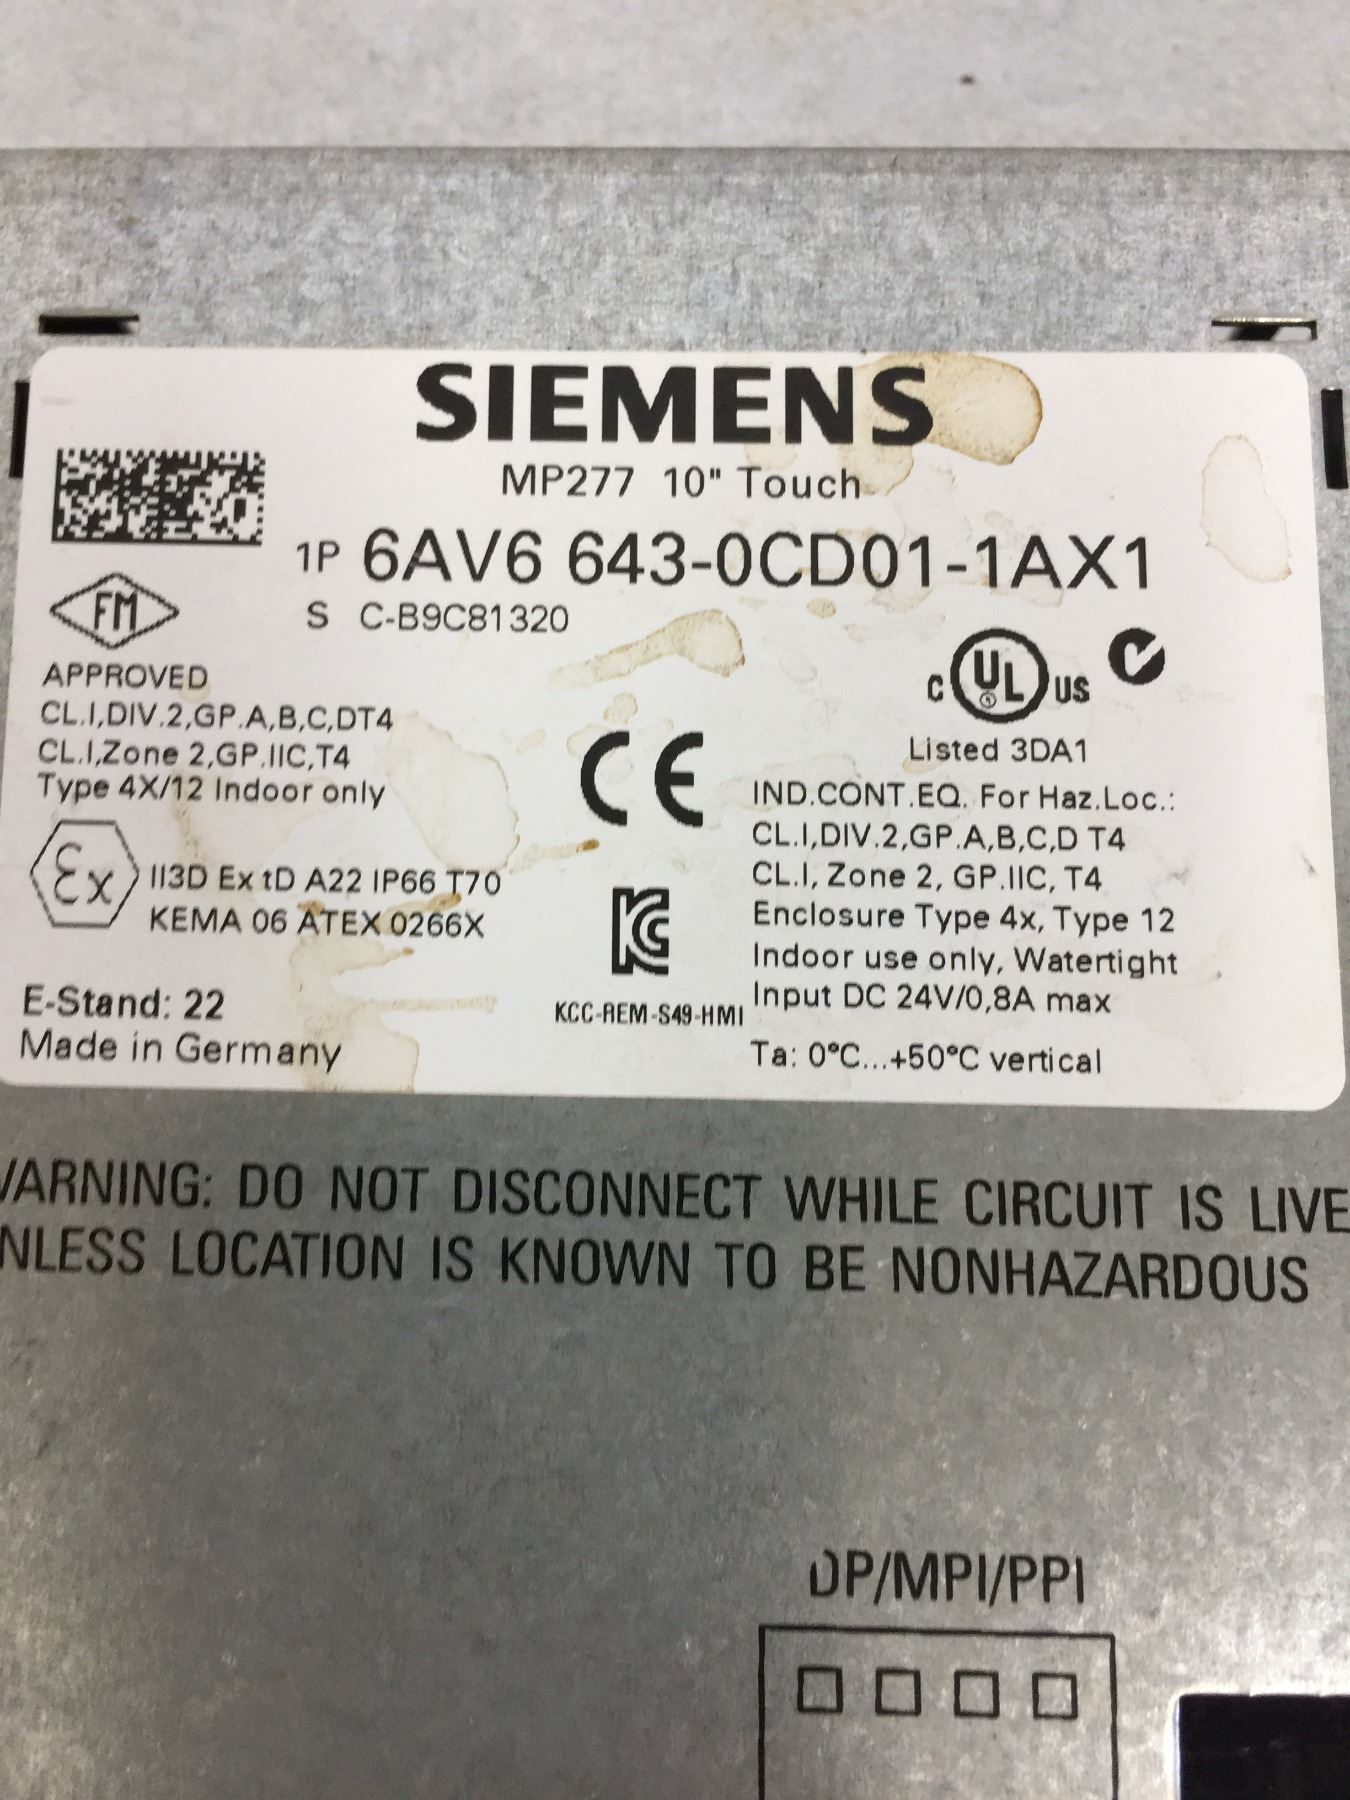 SIEMENS
MP277 10" Touch
1P 6AV6 643-0CD01-1AX1
S C-B9C81320
FM
APPROVED
CL.I,DIV.2,GP.A,B,C,DT4
CL.I,Zone 2,GP.IIC,T4
Type 4X/12 Indoor only
Ex II3D Ex tD A22 IP66 T70
KEMA 06 ATEX 0266X
E-Stand: 22
Made in Germany
CE
KC
KCC-REM-S49-HMI
C UL US
Listed 3DA1
IND.CONT.EQ. For Haz.Loc.:
CL.I,DIV.2,GP.A,B,C,D T4
CL.I, Zone 2, GP.IIC, T4
Enclosure Type 4x, Type 12
Indoor use only, Watertight
Input DC 24V/0,8A max
Ta: 0°C...+50°C vertical
WARNING: DO NOT DISCONNECT WHILE CIRCUIT IS LIVE
NLESS LOCATION IS KNOWN TO BE NONHAZARDOUS
DP/MPI/PPI